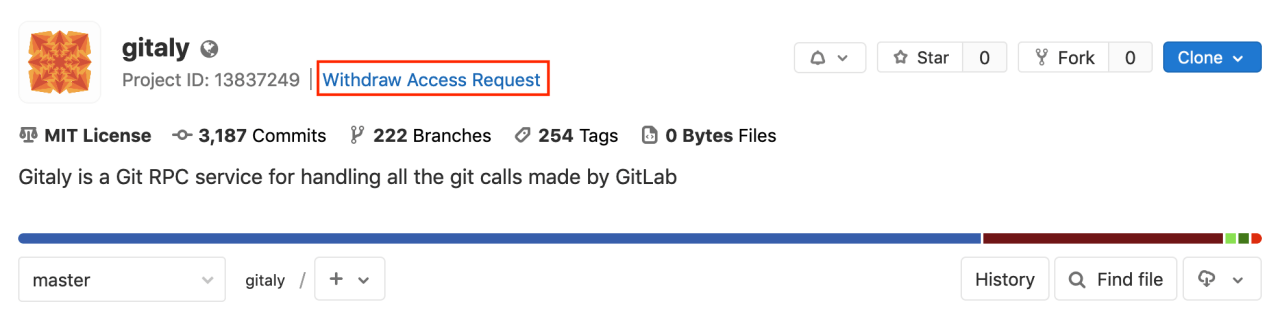 gitaly
Project ID: 13837249 | Withdraw Access Request
Star 0 Fork 0 Clone
MIT License 3,187 Commits 222 Branches 254 Tags 0 Bytes Files
Gitaly is a Git RPC service for handling all the git calls made by GitLab
master gitaly / + History Find file